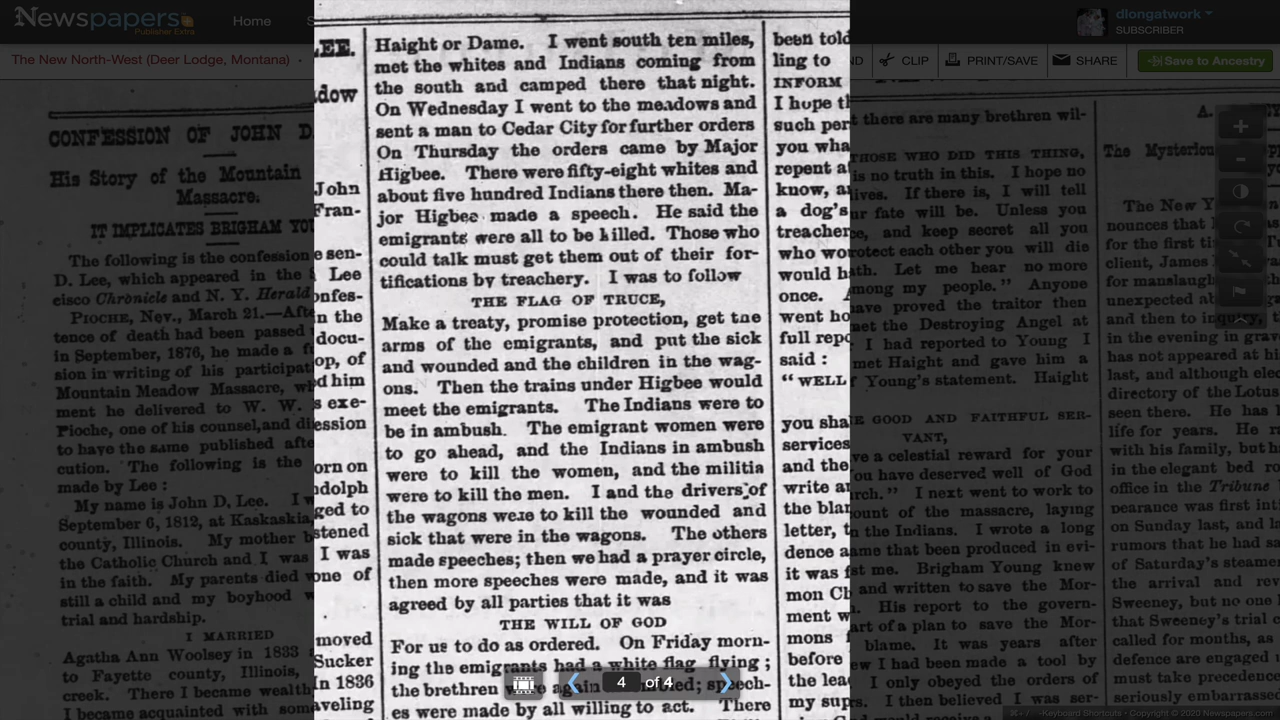 Newspapers
Publisher Extra
Home
dlongatwork
SUBSCRIBER
The New North-West (Deer Lodge, Montana)
CLIP
PRINT/SAVE
SHARE
Save to Ancestry
CONFESSION OF JOHN D.
His Story of the Mountain
Massacre.
IT IMPLICATES BRIGHAM YOU
The following is the confession
D. Lee, which appeared in the
cisco Chronicle and N. Y. Herald
PIOCHE, Nev., March 21.—Afte
tence of death had been passed
in September, 1876, he made a fu
sion in writing of his participat
Mountain Meadow Massacre, wi
ment he delivered to W. W.
Pioche, one of his counsel,and di
to have the same published afte
cution. The following is the
made by Lee :
My name is John D. Lee. I w
September 6, 1812, at Kaskaskia,
county, Illinois. My mother b
the Catholic Church and I was
in the faith. My parents died
still a child and my boyhood w
trial and hardship.
I MARRIED
Agatha Ann Woolsey in 1833
to Fayette county, Illinois,
creek. There I became wealth
I became acquainted with som
LEE.
dow
John
Fran-
e sen-
Lee
onfes-
n the
docu-
op, of
d him
s exe-
ession
orn on
ndolph
ged to
stened
I was
one of
moved
Sucker
In 1836
aveling
Haight or Dame. I went south ten miles,
met the whites and Indians coming from
the south and camped there that night.
On Wednesday I went to the meadows and
sent a man to Cedar City for further orders
On Thursday the orders came by Major
Higbee. There were fifty-eight whites and
about five hundred Indians there then. Ma-
jor Higbee made a speech. He said the
emigrants were all to be killed. Those who
could talk must get them out of their for-
tifications by treachery. I was to follow
THE FLAG OF TRUCE,
Make a treaty, promise protection, get the
arms of the emigrants, and put the sick
and wounded and the children in the wag-
ons. Then the trains under Higbee would
meet the emigrants. The Indians were to
be in ambush. The emigrant women were
to go ahead, and the Indians in ambush
were to kill the women, and the militia
were to kill the men. I and the drivers of
the wagons were to kill the wounded and
sick that were in the wagons. The others
made speeches; then we had a prayer circle,
then more speeches were made, and it was
agreed by all parties that it was
THE WILL OF GOD
For us to do as ordered. On Friday morn-
ing the emigrants had a white flag flying ;
the brethren again speech-
es were made by all willing to act. There
4 of 4
been told
ling to
INFORM
I hope th
such per
you wha
repent a
know, a
a dog's
treacher
who wo
would h
once.
went ho
full repo
said :
" WELL
you sha
services
and the
write a
the blam
letter, t
dence a
it was f
mon Ch
ment w
mons
before
the lea
my sup
t there are many brethren wil-
THOSE WHO DID THIS THING,
is no truth in this. I hope no
ives. If there is, I will tell
ur fate will be. Unless you
e, and keep secret all you
rotect each other you will die
th. Let me hear no more
mong my people." Anyone
ave proved the traitor then
et the Destroying Angel at
I had reported to Young I
met Haight and gave him a
f Young's statement. Haight
E GOOD AND FAITHFUL SER-
VANT,
ve a celestial reward for your
ou have deserved well of God
rch." I next went to work to
ount of the massacre, laying
n the Indians. I wrote a long
ame that been produced in evi-
st me. Brigham Young knew
and written to save the Mor-
. His report to the govern-
art of a plan to save the Mor-
blame. It was years after
w I had been made a tool by
I only obeyed the orders of
I then believed I was ser-
A.
The Mysteriou
The New Y
nounces that
for the first ti
client, James
for manslaugh
unexpected a
and then to inquiry, t
in the evening in grav
has not appeared at hi
last, and although elec
directory of the Lotus
seen there. He has
life for years. He r
with his family, but h
in the elegant bed ro
office in the Tribune
pearance was first in
on Sunday last, and
rumors that he had sa
of Saturday's steame
the arrival and rev
Sweeney, but no one
that Sweeney's trial c
called for months, as
defence are engaged
must take precedence
seriously embarrassed
Keyboard Shortcuts • Copyright © 2020 Newspapers.com